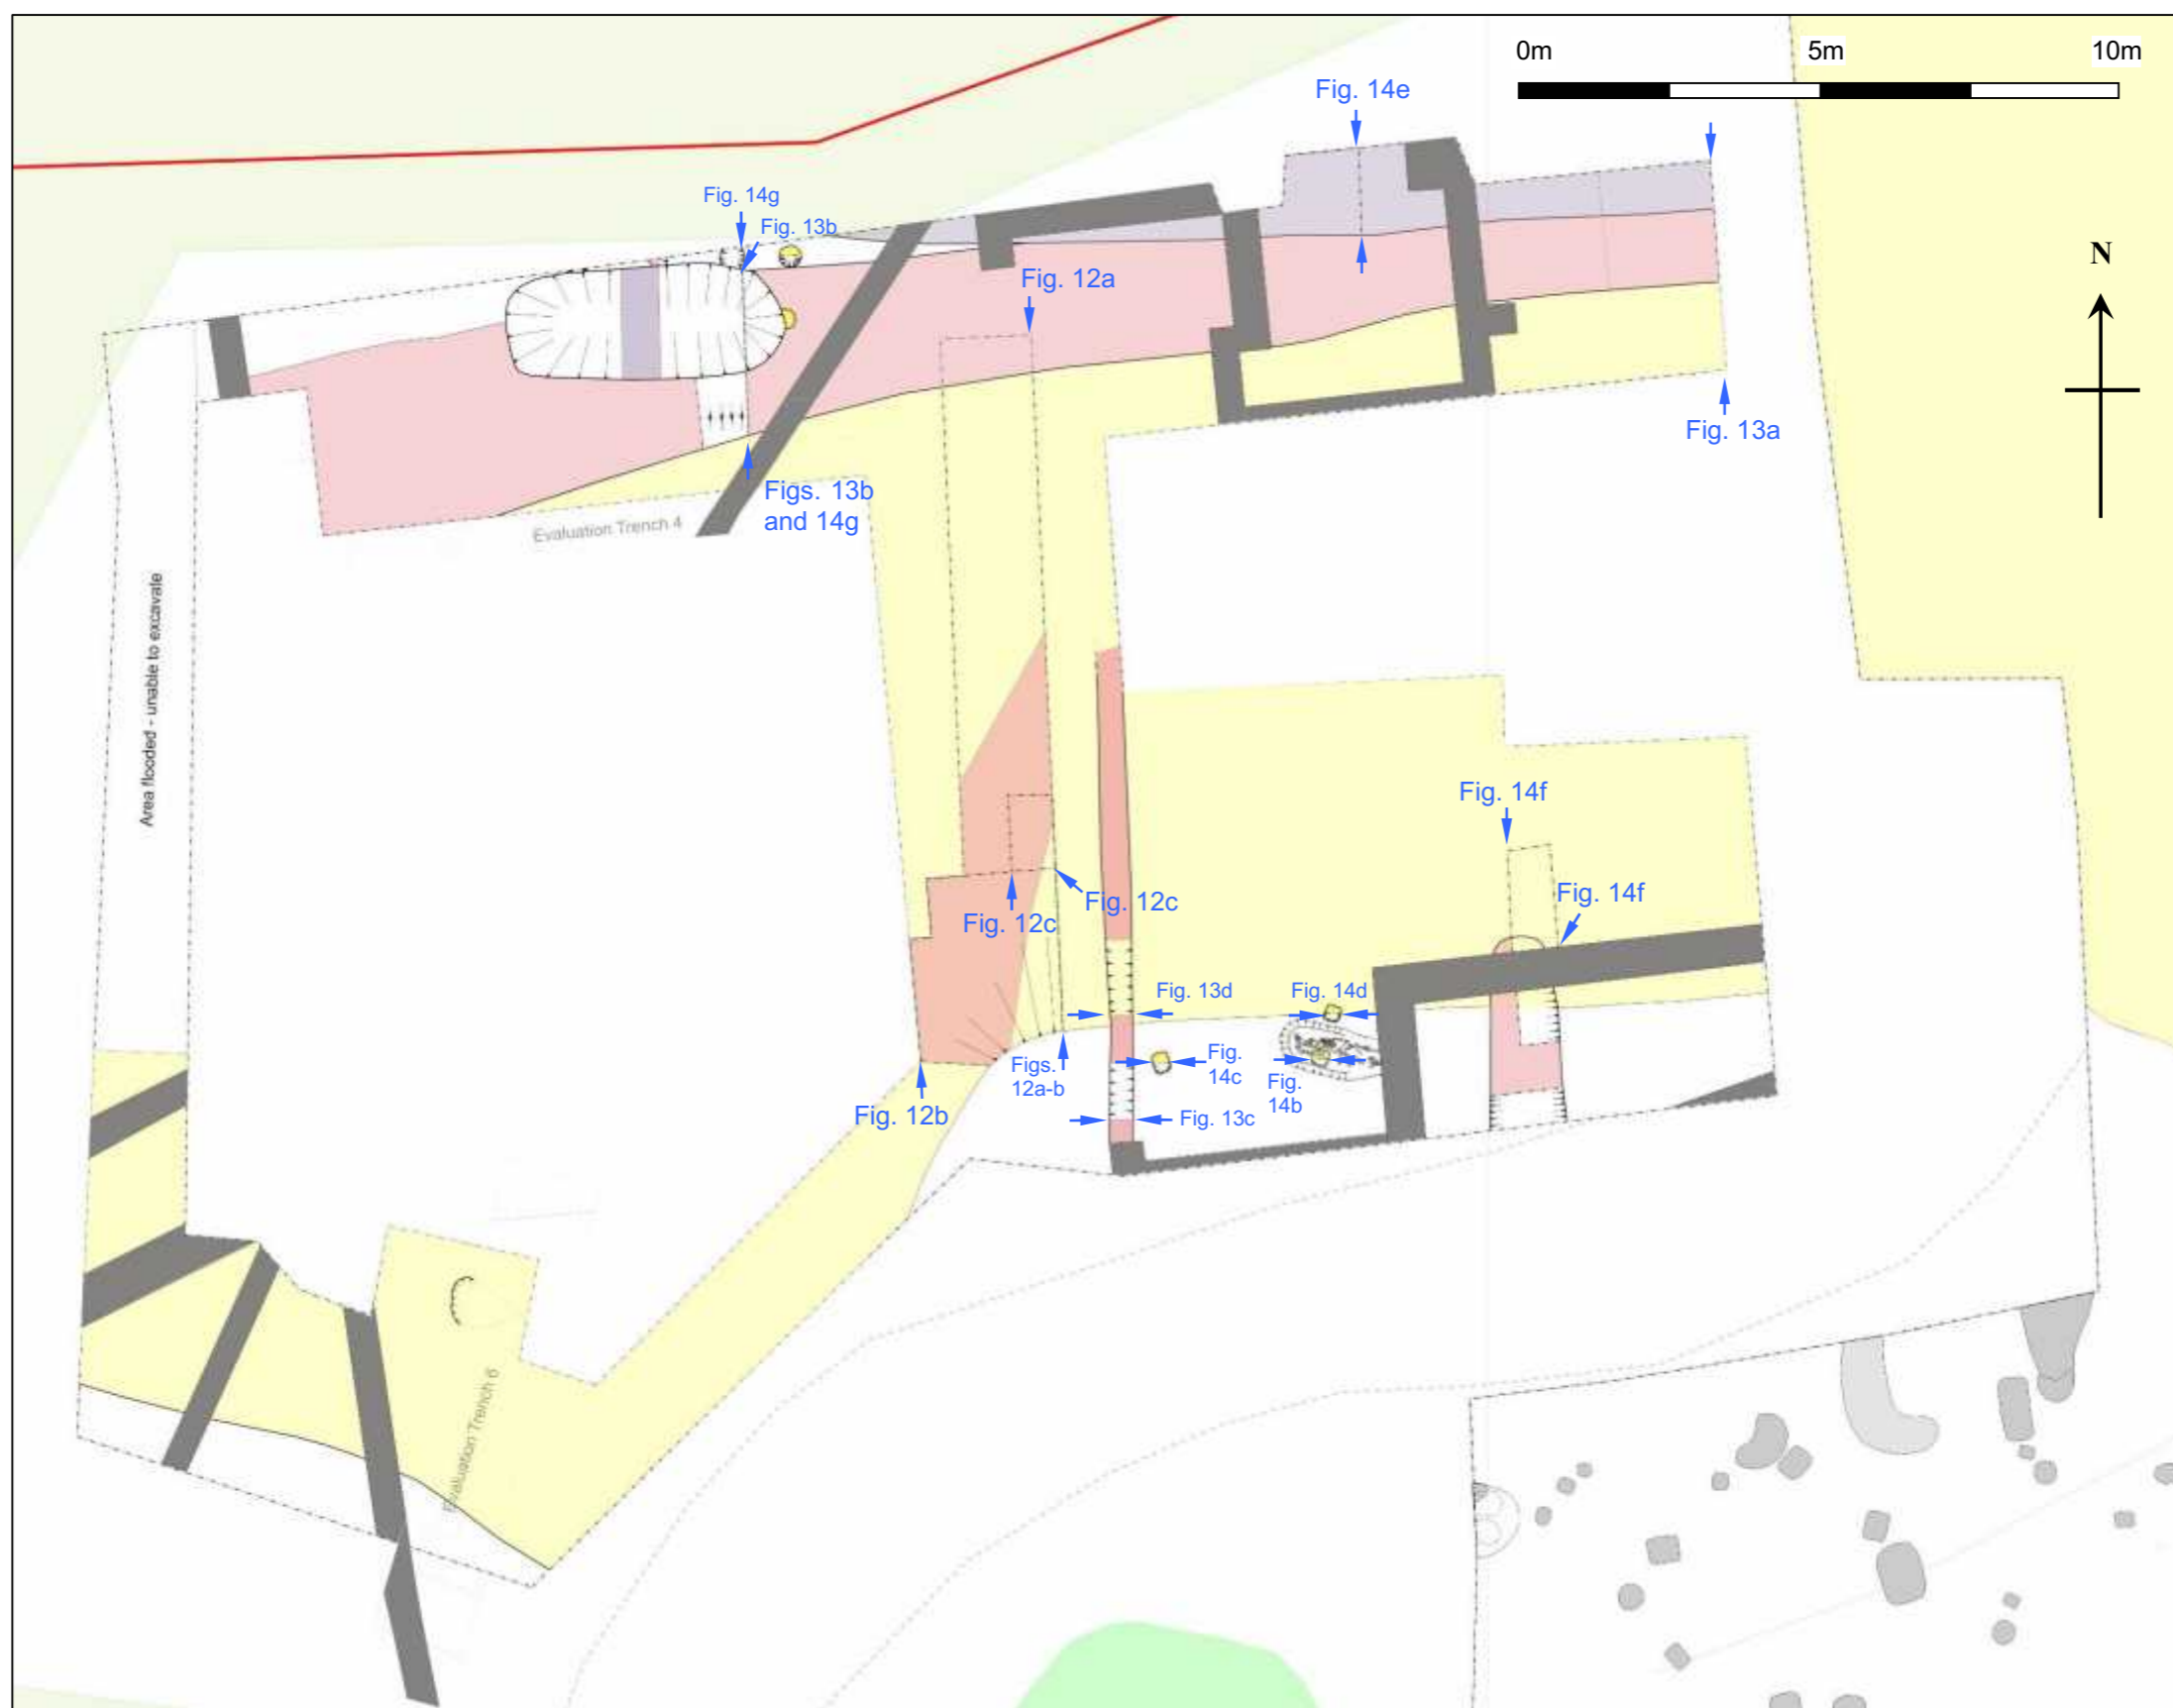 0m 5m 10m
Fig. 14e
Fig. 14g
Fig. 13b
N
Fig. 12a
Fig. 13a
Figs. 13b
and 14g
Evaluation Trench 4
Area flooded - unable to excavate
Fig. 14f
Fig. 14f
Fig. 12c
Fig. 12c
Fig. 13d
Fig. 14d
Figs.
12a-b
Fig.
14c
Fig.
14b
Fig. 12b
Fig. 13c
Evaluation Trench 6